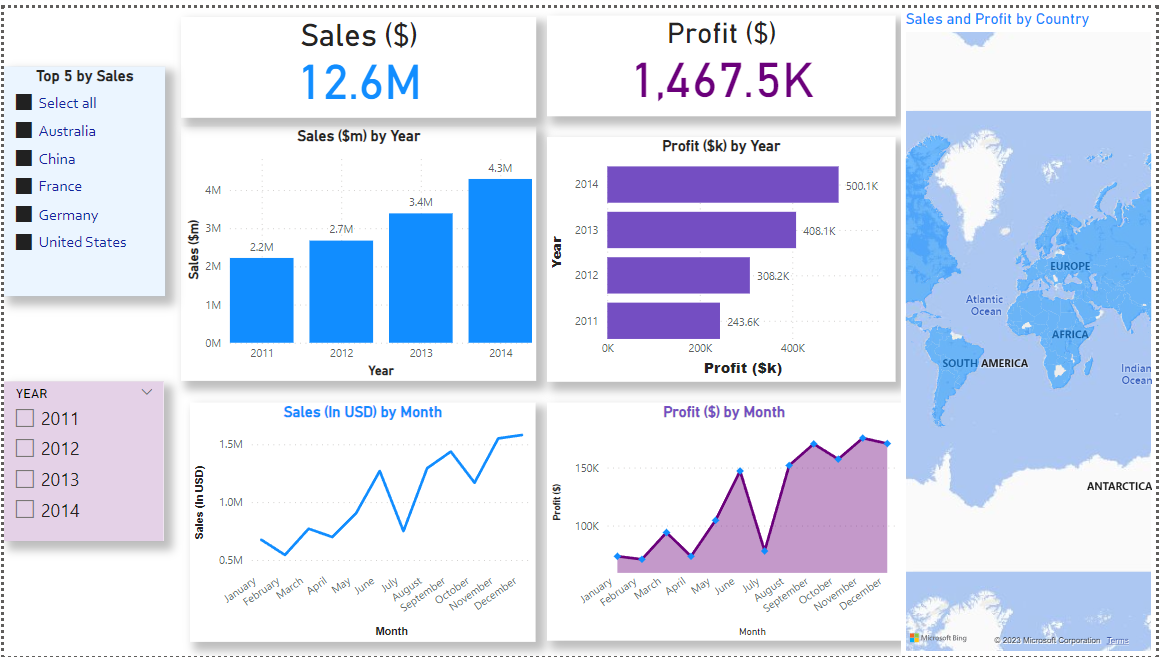 Top 5 by Sales
Select all
Australia
China
France
Germany
United States
YEAR
2011
2012
2013
2014
Sales ($)
12.6M
Profit ($)
1,467.5K
Sales ($m) by Year
Sales ($m)
4M
3M
2M
1M
0M
2.2M
2.7M
3.4M
4.3M
2011
2012
2013
2014
Year
Profit ($k) by Year
Year
2014
500.1K
2013
408.1K
2012
308.2K
2011
243.6K
0K
200K
400K
Profit ($k)
Sales (In USD) by Month
Sales (In USD)
1.5M
1.0M
0.5M
January
February
March
April
May
June
July
August
September
October
November
December
Month
Profit ($) by Month
Profit ($)
150K
100K
January
February
March
April
May
June
July
August
September
October
November
December
Month
Sales and Profit by Country
EUROPE
Atlantic
Ocean
AFRICA
SOUTH AMERICA
Indian
Ocean
ANTARCTICA
Microsoft Bing
© 2023 Microsoft Corporation
Terms